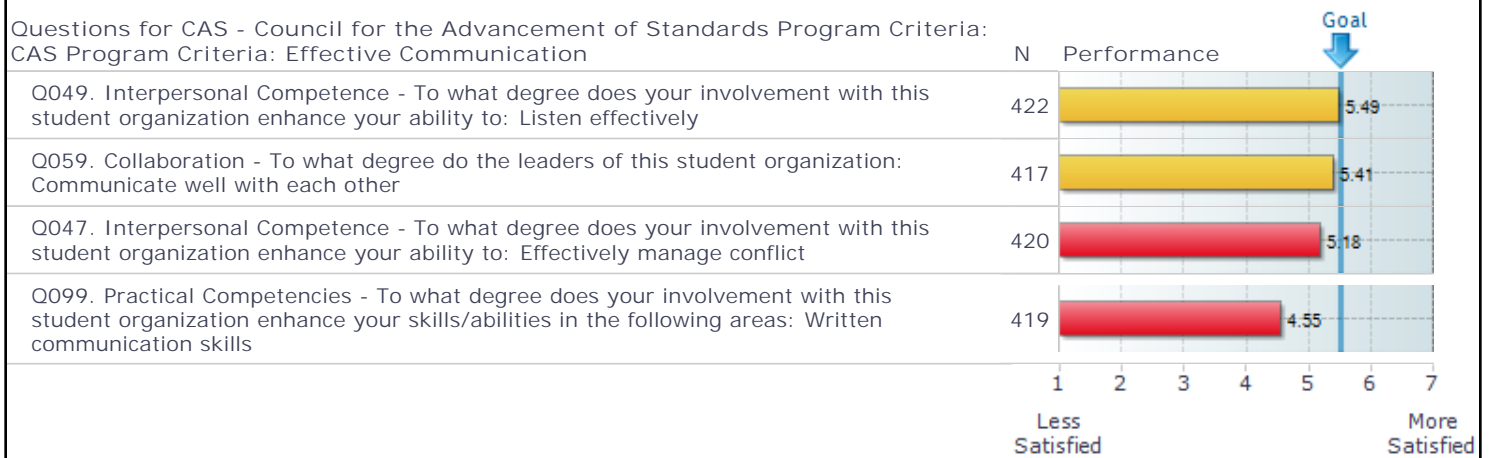 Questions for CAS - Council for the Advancement of Standards Program Criteria:
CAS Program Criteria: Effective Communication
N Performance
Goal
Q049. Interpersonal Competence - To what degree does your involvement with this
student organization enhance your ability to: Listen effectively
422
5.49
Q059. Collaboration - To what degree do the leaders of this student organization:
Communicate well with each other
417
5.41
Q047. Interpersonal Competence - To what degree does your involvement with this
student organization enhance your ability to: Effectively manage conflict
420
5.18
Q099. Practical Competencies - To what degree does your involvement with this
student organization enhance your skills/abilities in the following areas: Written
communication skills
419
4.55
1 2 3 4 5 6 7
Less
Satisfied
More
Satisfied